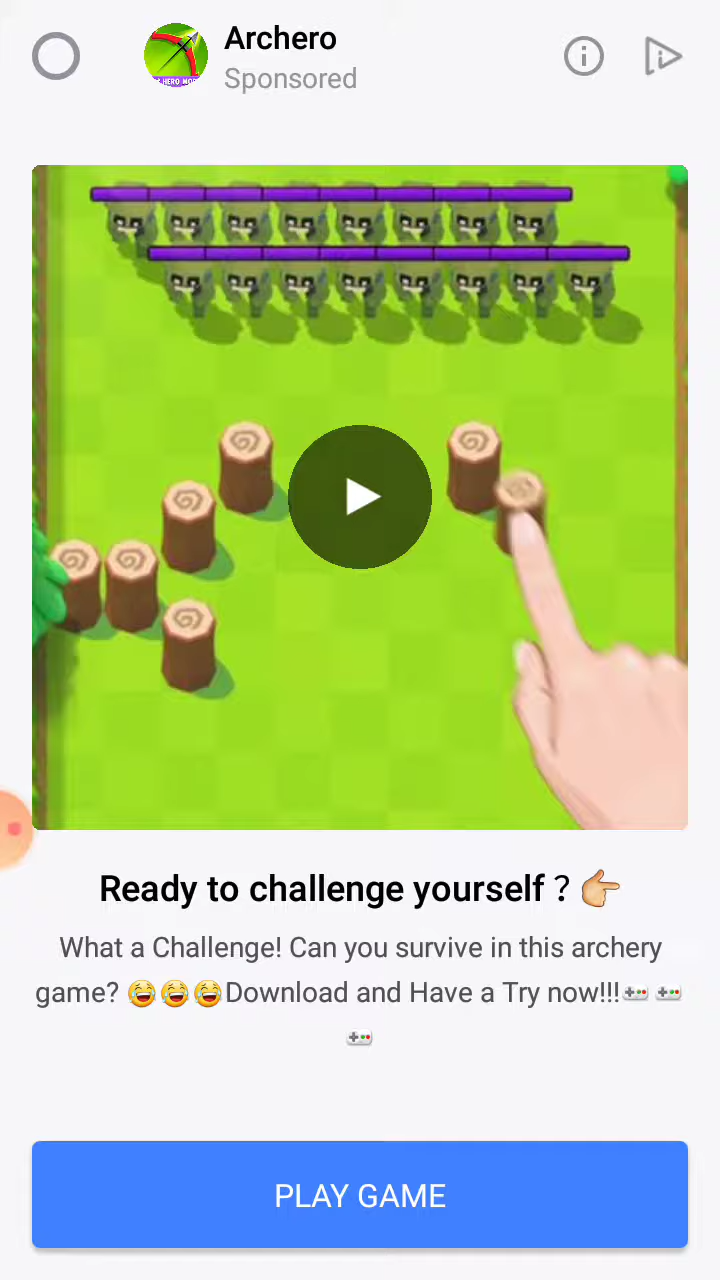 Archero
Sponsored
Ready to challenge yourself ? 👉
What a Challenge! Can you survive in this archery
game? 😂😂😂Download and Have a Try now!!!🎮🎮
🎮
PLAY GAME